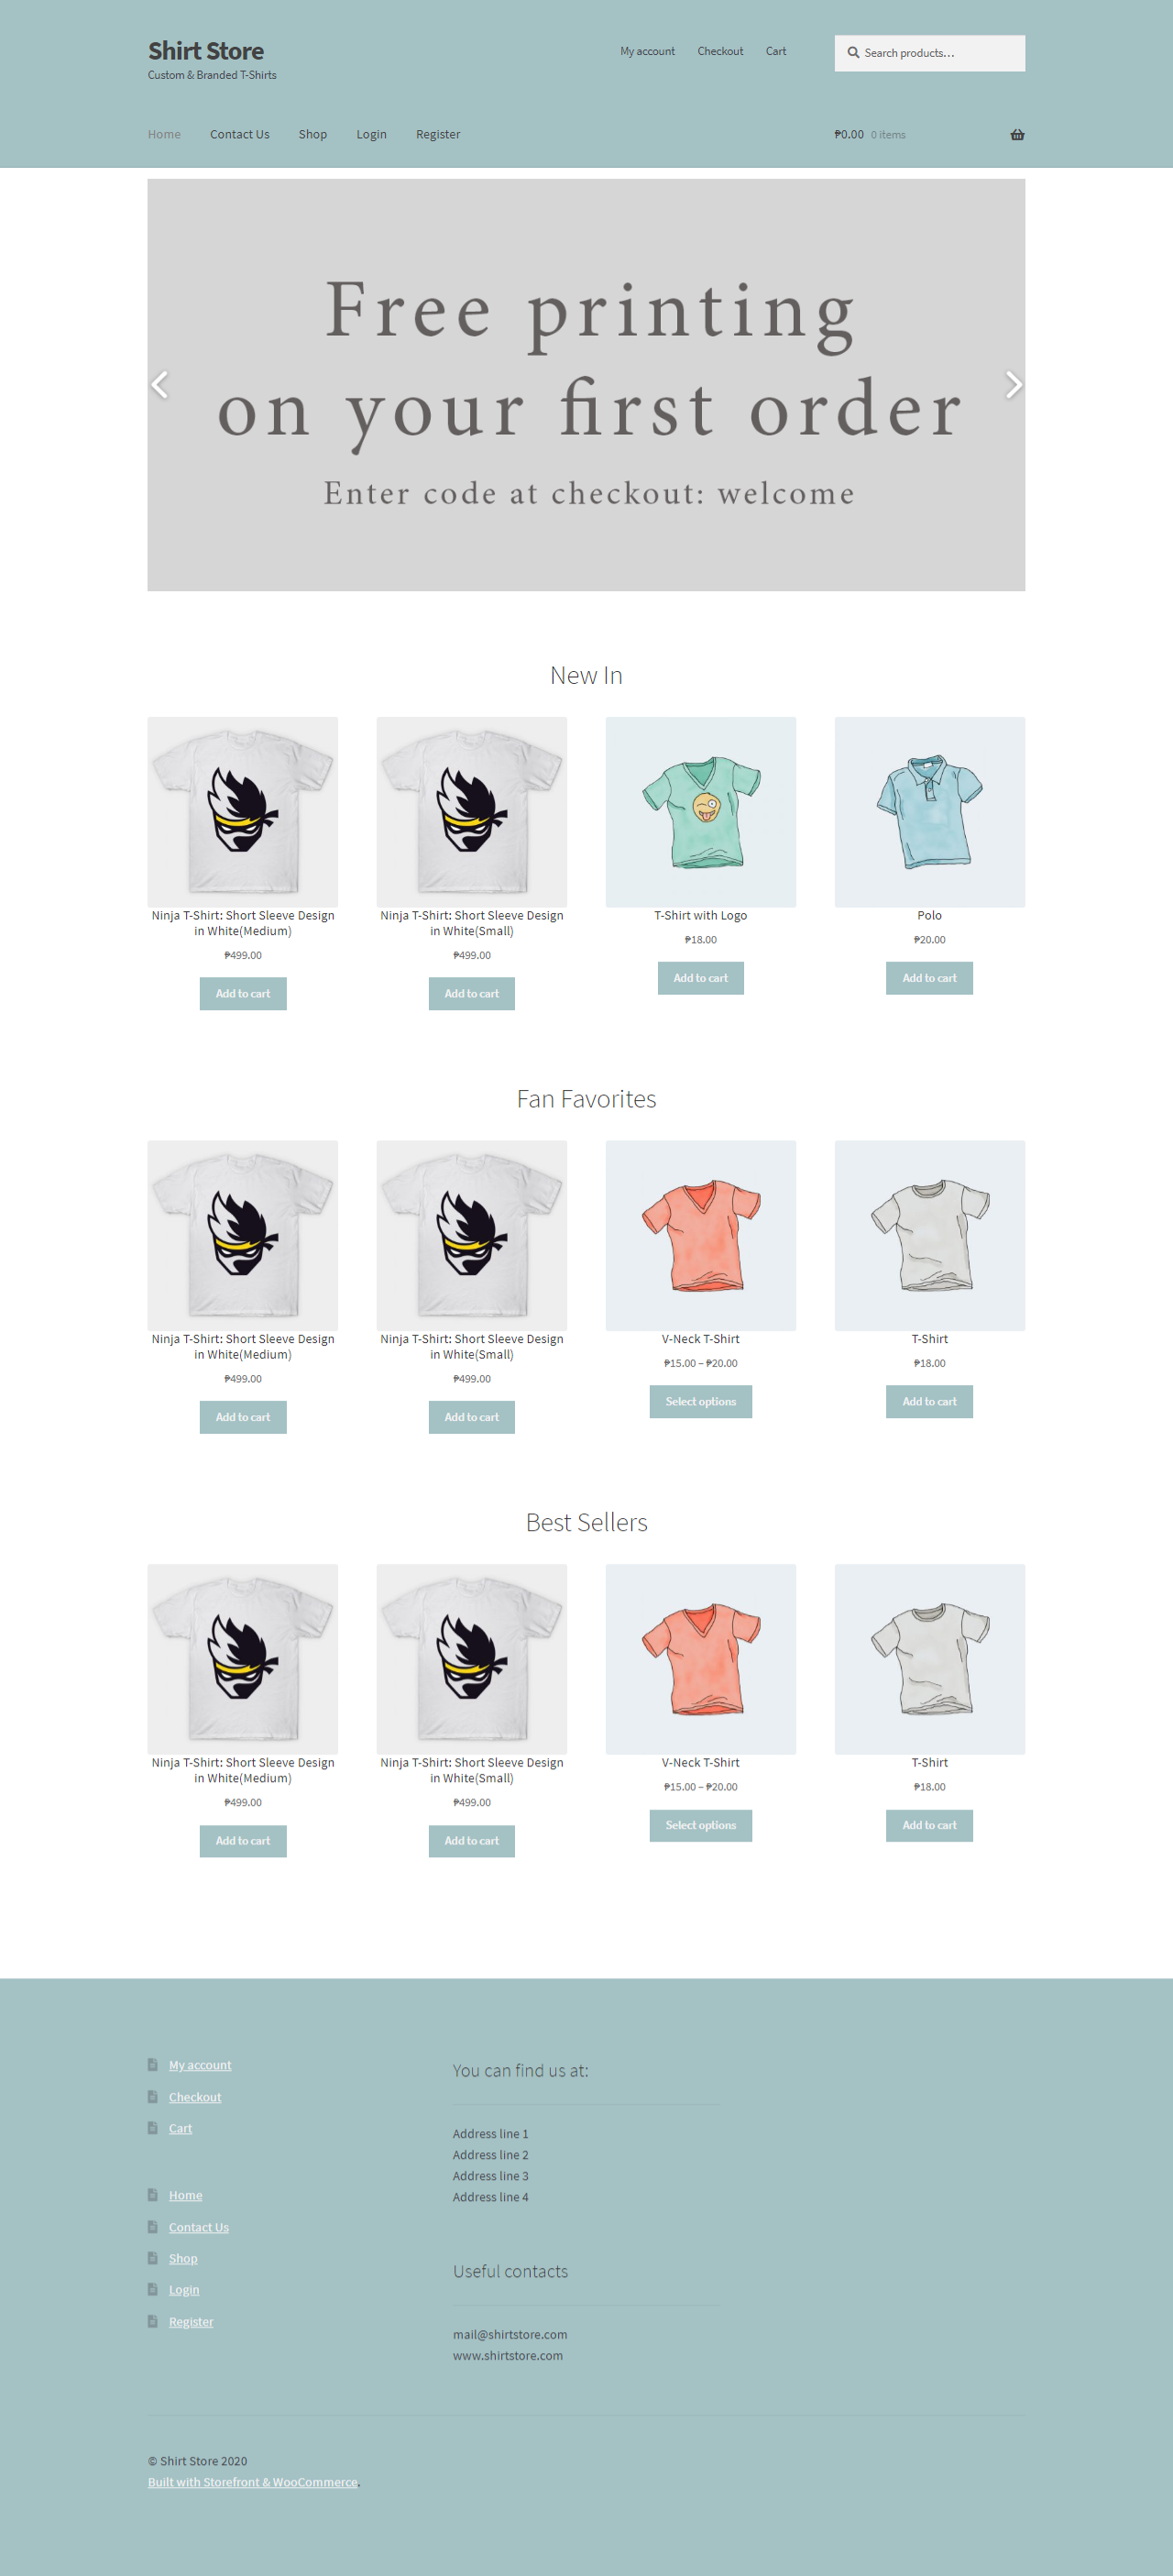 Shirt Store
Custom & Branded T-Shirts
My account Checkout Cart
Search products…
Home Contact Us Shop Login Register
₱0.00 0 items
Free printing
on your first order
Enter code at checkout: welcome
New In
Ninja T-Shirt: Short Sleeve Design
in White(Medium)
₱499.00
Add to cart
Ninja T-Shirt: Short Sleeve Design
in White(Small)
₱499.00
Add to cart
T-Shirt with Logo
₱18.00
Add to cart
Polo
₱20.00
Add to cart
Fan Favorites
Ninja T-Shirt: Short Sleeve Design
in White(Medium)
₱499.00
Add to cart
Ninja T-Shirt: Short Sleeve Design
in White(Small)
₱499.00
Add to cart
V-Neck T-Shirt
₱15.00 – ₱20.00
Select options
T-Shirt
₱18.00
Add to cart
Best Sellers
Ninja T-Shirt: Short Sleeve Design
in White(Medium)
₱499.00
Add to cart
Ninja T-Shirt: Short Sleeve Design
in White(Small)
₱499.00
Add to cart
V-Neck T-Shirt
₱15.00 – ₱20.00
Select options
T-Shirt
₱18.00
Add to cart
My account
Checkout
Cart
Home
Contact Us
Shop
Login
Register
You can find us at:
Address line 1
Address line 2
Address line 3
Address line 4
Useful contacts
mail@shirtstore.com
www.shirtstore.com
© Shirt Store 2020
Built with Storefront & WooCommerce.